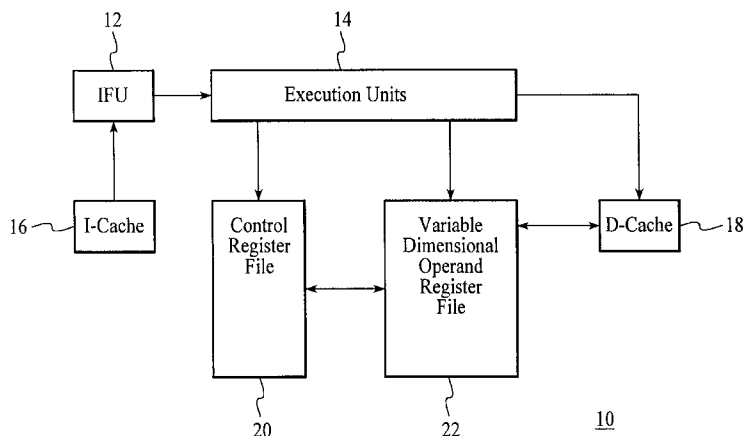 12
14
IFU
Execution Units
16
I-Cache
Control
Register
File
Variable
Dimensional
Operand
Register
File
D-Cache
18
20
22
10